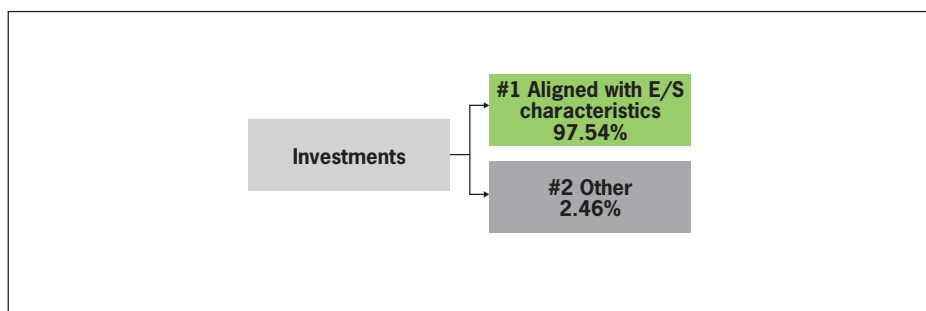 #1 Aligned with E/S
characteristics
97.54%
Investments
#2 Other
2.46%